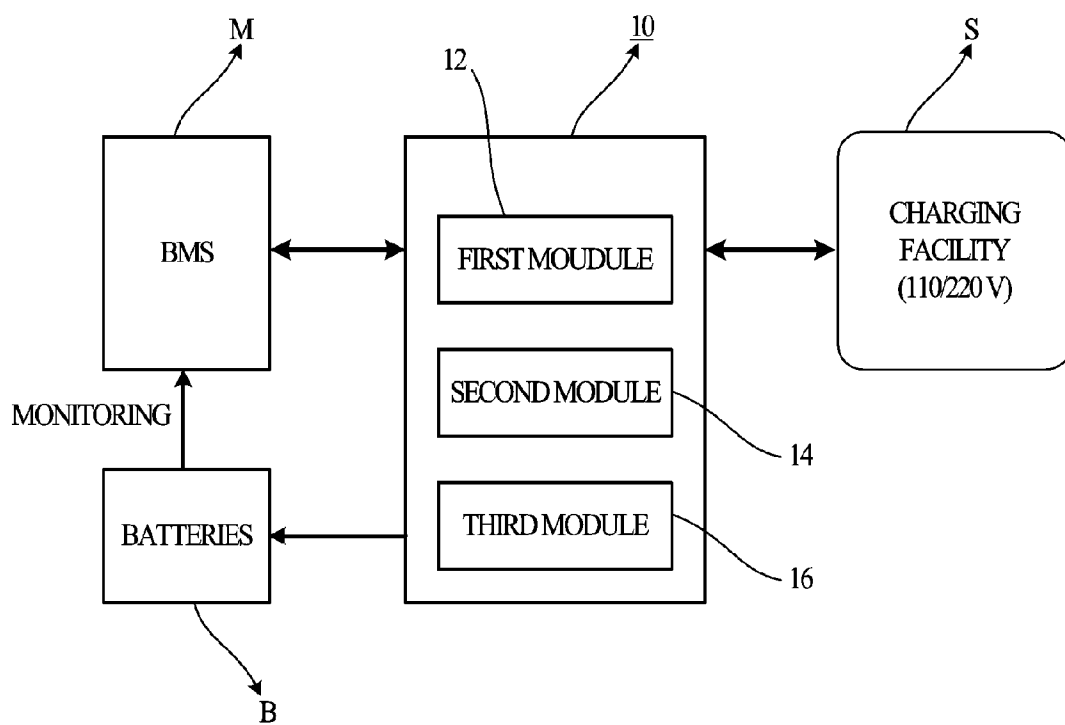 M
10
S
12
BMS
FIRST MOUDULE
CHARGING
FACILITY
(110/220 V)
SECOND MODULE
MONITORING
14
BATTERIES
THIRD MODULE
16
B